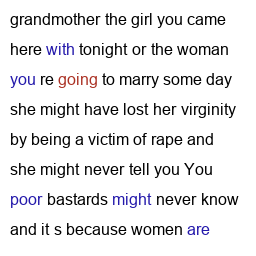 grandmother the girl you came
here with tonight or the woman
you re going to marry some day
she might have lost her virginity
by being a victim of rape and
she might never tell you You
poor bastards might never know
and it s because women are